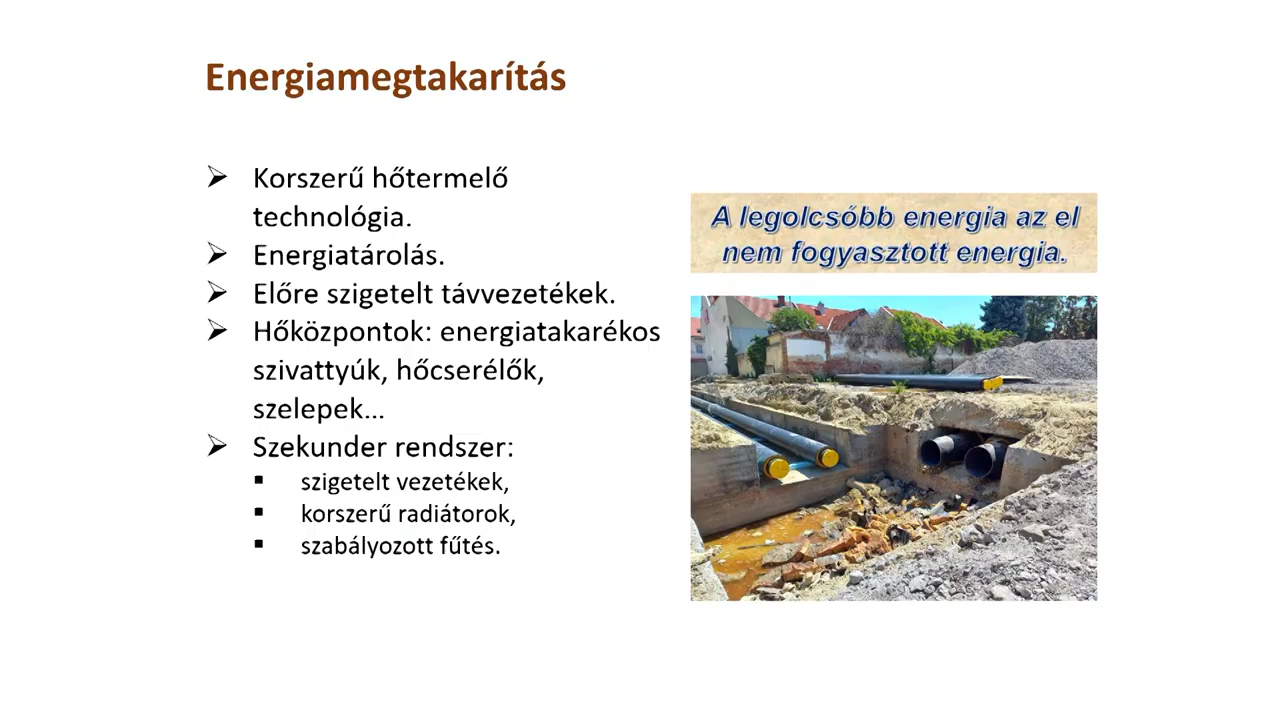 Energiamegtakarítás
Korszerű hőtermelő
technológia.
Energiatárolás.
Előre szigetelt távvezetékek.
Hőközpontok: energiatakarékos
szivattyúk, hőcserélők,
szelepek...
Szekunder rendszer:
szigetelt vezetékek,
korszerű radiátorok,
szabályozott fűtés.
A legolcsóbb energia az el
nem fogyasztott energia.